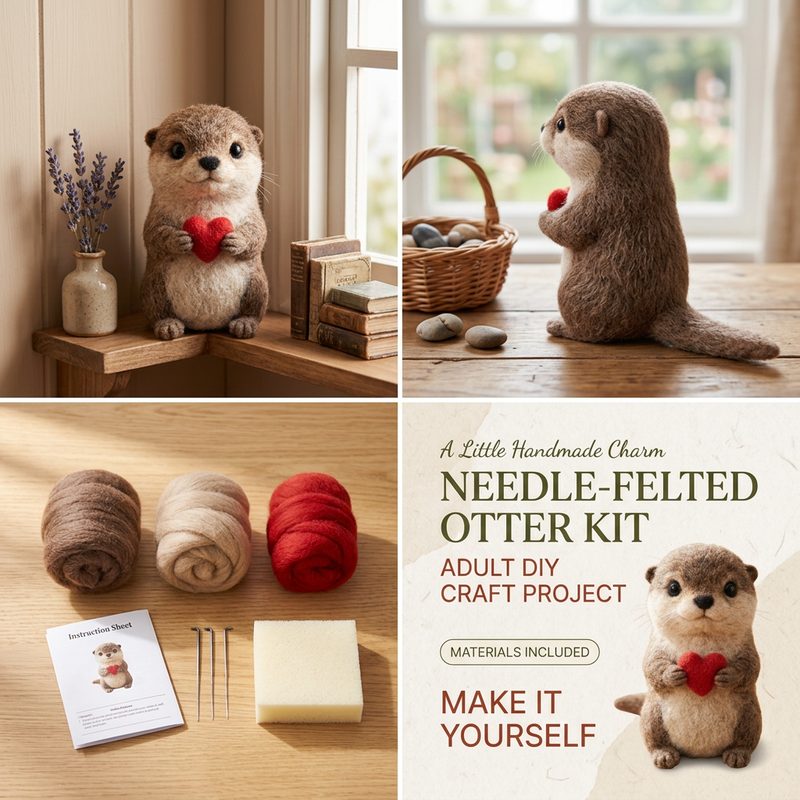 Instruction Sheet
A Little Handmade Charm
NEEDLE-FELTED
OTTER KIT
ADULT DIY
CRAFT PROJECT
MATERIALS INCLUDED
MAKE IT
YOURSELF